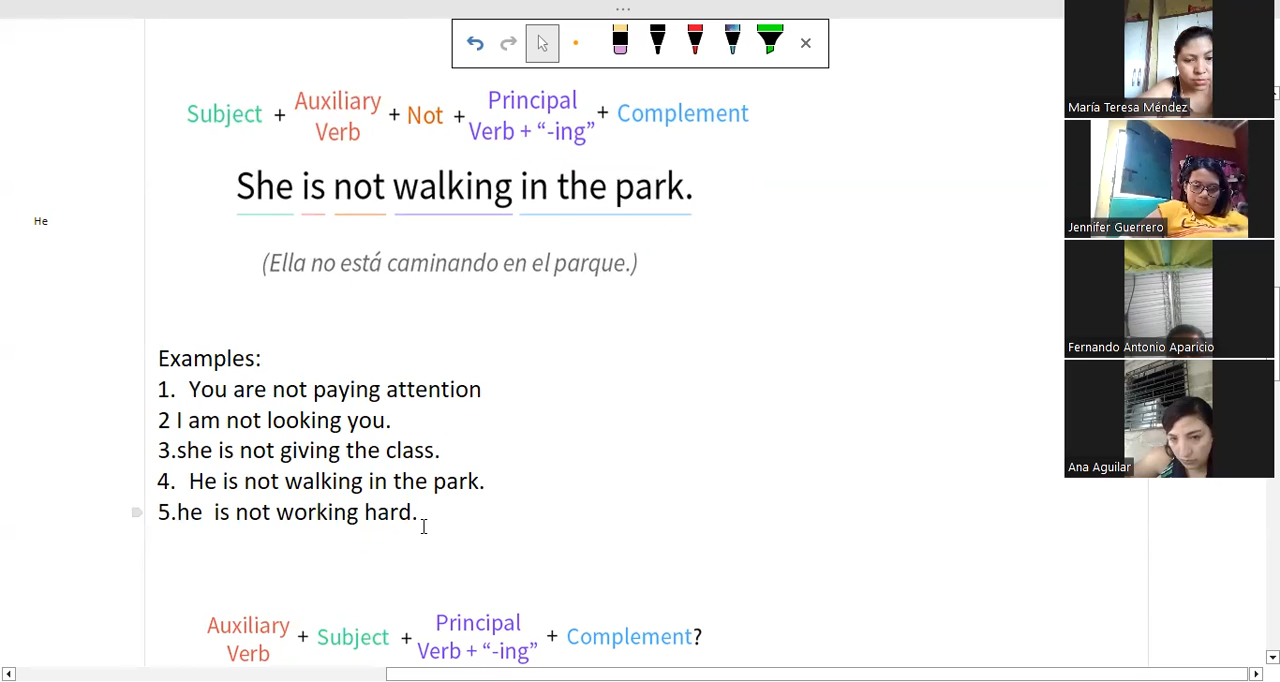 ...
Subject + Auxiliary Verb + Not + Principal Verb + “-ing” + Complement
She is not walking in the park.
He
(Ella no está caminando en el parque.)
Examples:
1. You are not paying attention
2 I am not looking you.
3.she is not giving the class.
4. He is not walking in the park.
5.he is not working hard.
Auxiliary Verb + Subject + Principal Verb + “-ing” + Complement?
María Teresa Méndez
Jennifer Guerrero
Fernando Antonio Aparicio
Ana Aguilar